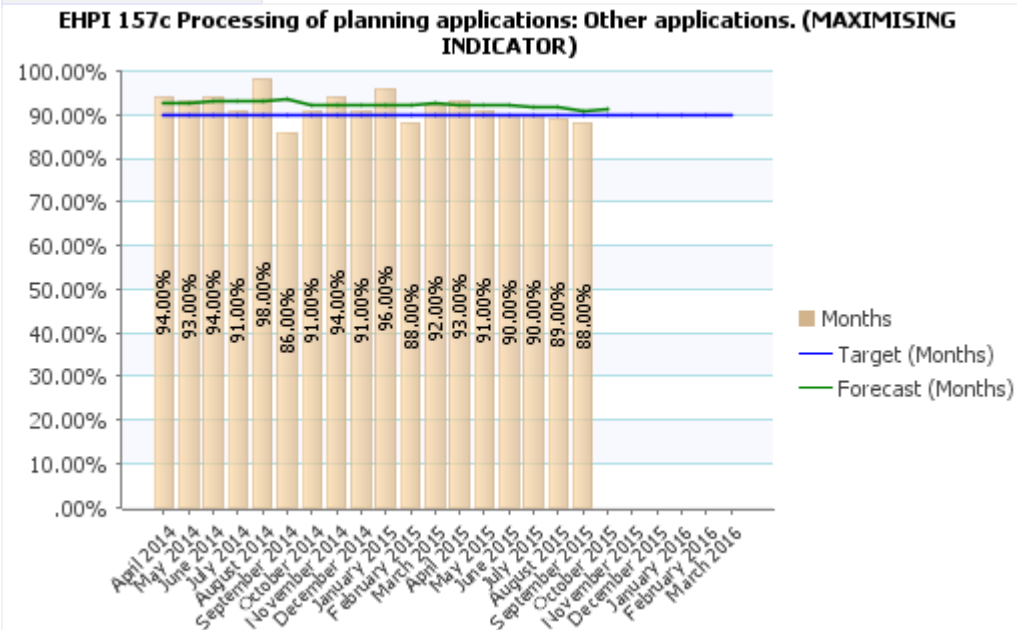 EHPI 157c Processing of planning applications: Other applications. (MAXIMISING
INDICATOR)
100.00%
90.00%
80.00%
70.00%
60.00%
50.00%
40.00%
30.00%
20.00%
10.00%
.00%
94.00%
93.00%
94.00%
91.00%
98.00%
86.00%
91.00%
94.00%
91.00%
96.00%
88.00%
92.00%
93.00%
91.00%
90.00%
90.00%
89.00%
88.00%
April 2014
May 2014
June 2014
July 2014
August 2014
September 2014
October 2014
November 2014
December 2014
January 2015
February 2015
March 2015
April 2015
May 2015
June 2015
July 2015
August 2015
September 2015
October 2015
November 2015
December 2015
January 2016
February 2016
March 2016
Months
Target (Months)
Forecast (Months)